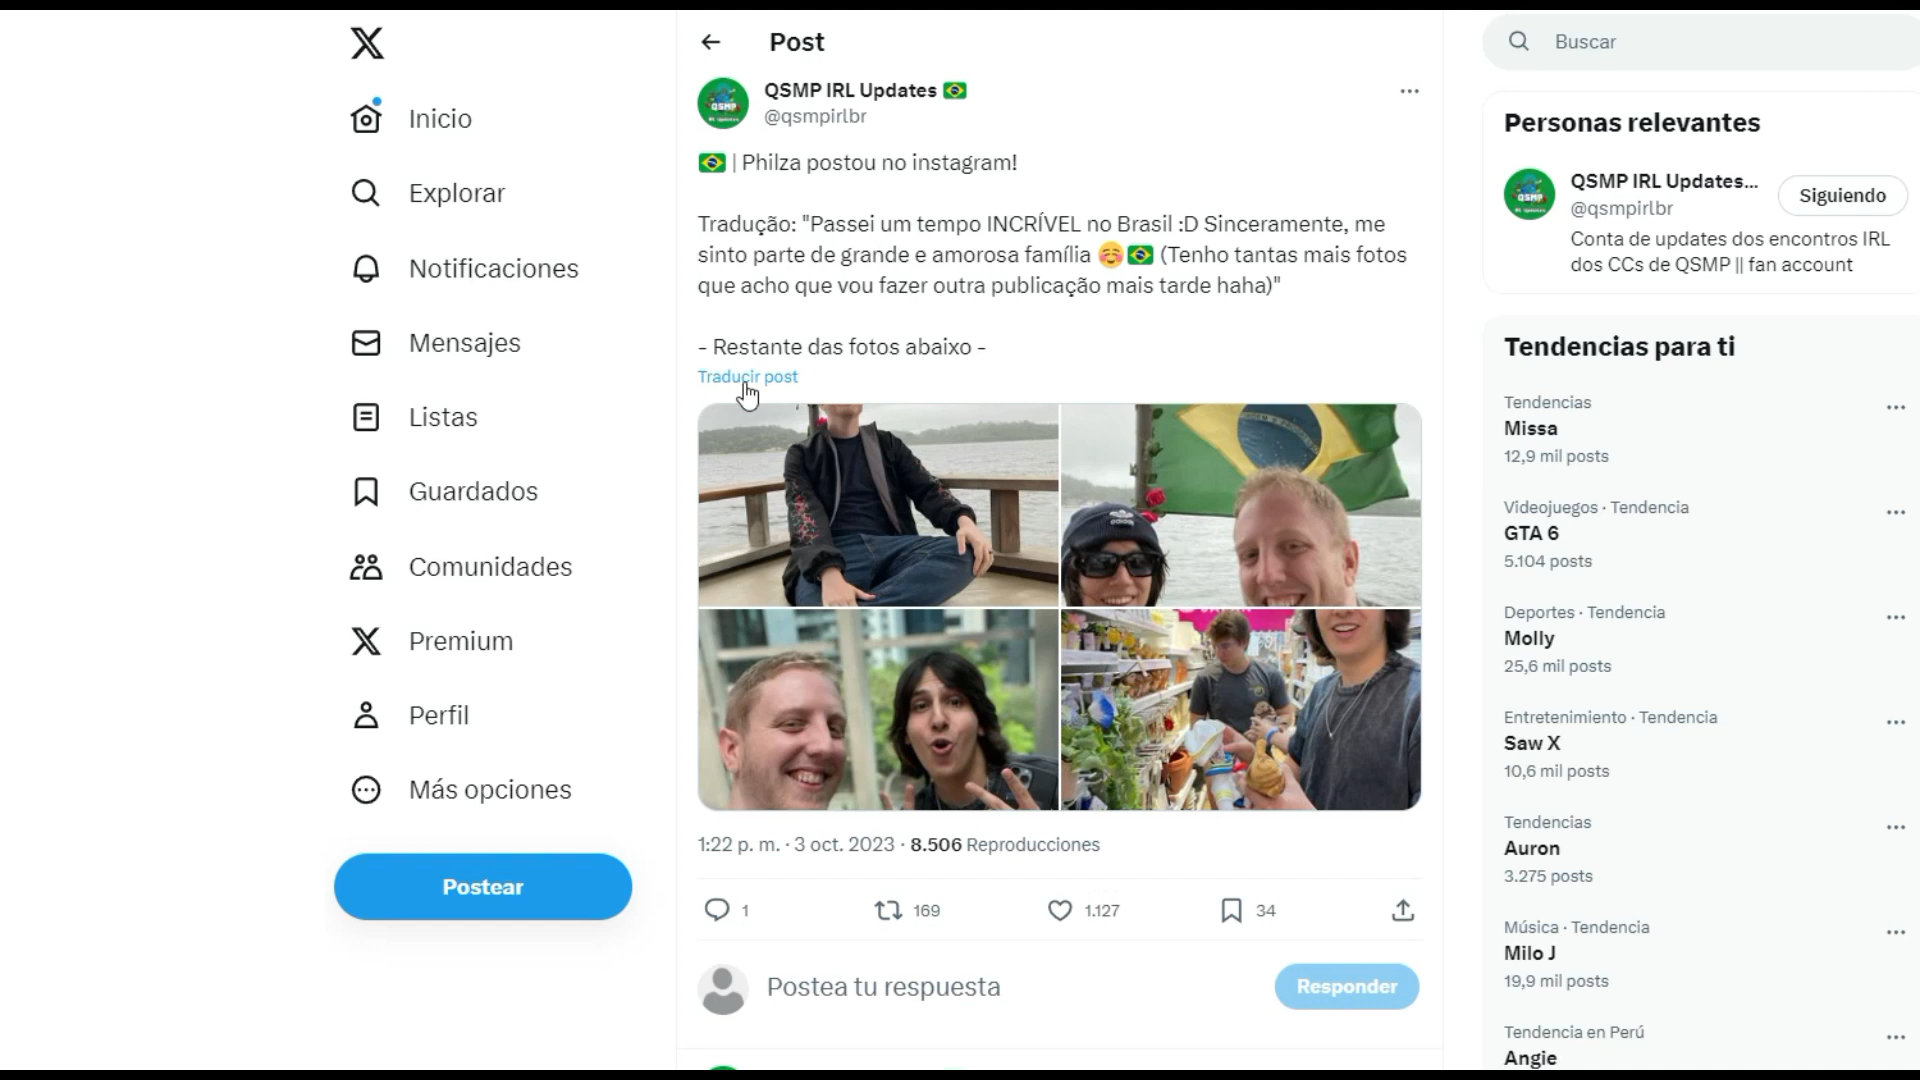 Post
Buscar
Inicio
Explorar
Notificaciones
Mensajes
Listas
Guardados
Comunidades
Premium
Perfil
Más opciones
Postear
QSMP IRL Updates 🇧🇷
@qsmpirlbr
🇧🇷 | Philza postou no instagram!
Tradução: "Passei um tempo INCRÍVEL no Brasil :D Sinceramente, me
sinto parte de grande e amorosa família ☺️🇧🇷 (Tenho tantas mais fotos
que acho que vou fazer outra publicação mais tarde haha)"
- Restante das fotos abaixo -
Traducir post
adidas
1:22 p. m. · 3 oct. 2023 · 8.506 Reproducciones
1
169
1.127
34
Postea tu respuesta
Responder
Personas relevantes
QSMP
QSMP IRL Updates...
@qsmpirlbr
Siguiendo
Conta de updates dos encontros IRL
dos CCs de QSMP || fan account
Tendencias para ti
Tendencias
Missa
12,9 mil posts
Videojuegos · Tendencia
GTA 6
5.104 posts
Deportes · Tendencia
Molly
25,6 mil posts
Entretenimiento · Tendencia
Saw X
10,6 mil posts
Tendencias
Auron
3.275 posts
Música · Tendencia
Milo J
19,9 mil posts
Tendencia en Perú
Angie